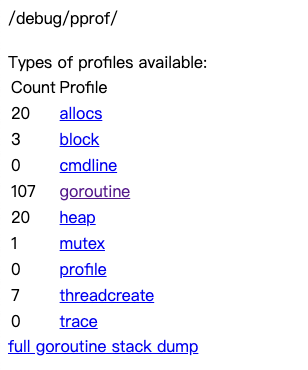 /debug/pprof/
Types of profiles available:
Count Profile
20 allocs
3 block
0 cmdline
107 goroutine
20 heap
1 mutex
0 profile
7 threadcreate
0 trace
full goroutine stack dump